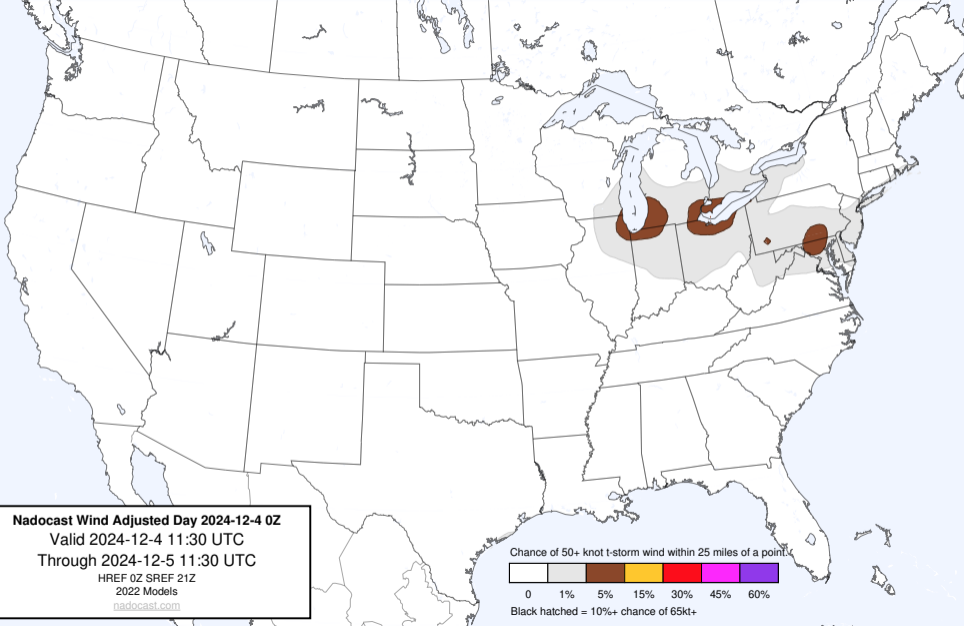 Nadocast Wind Adjusted Day 2024-12-4 0Z
Valid 2024-12-4 11:30 UTC
Through 2024-12-5 11:30 UTC
HREF 0Z SREF 21Z
2022 Models
nadocast.com
Chance of 50+ knot t-storm wind within 25 miles of a point.
0 1% 5% 15% 30% 45% 60%
Black hatched = 10%+ chance of 65kt+